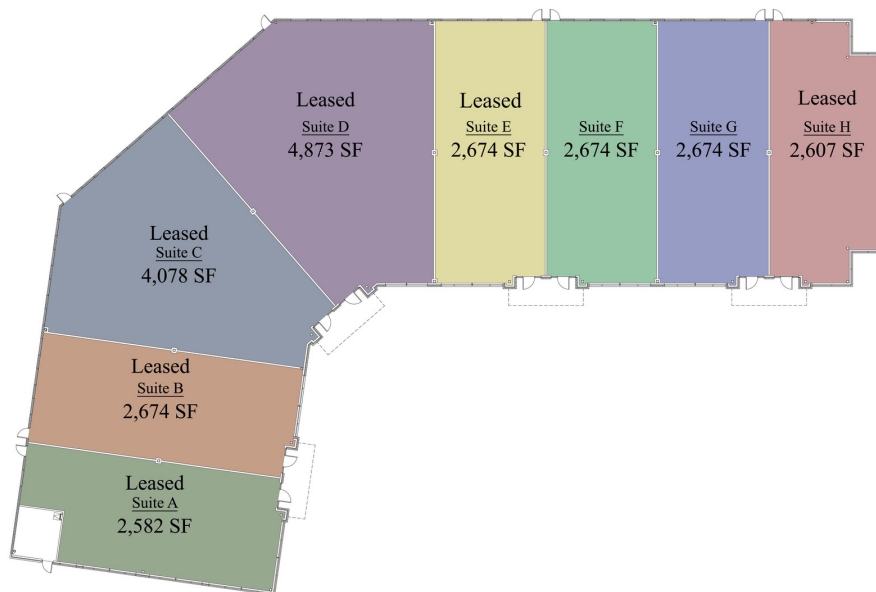 Leased
Suite D
4,873 SF
Leased
Suite E
2,674 SF
Suite F
2,674 SF
Suite G
2,674 SF
Leased
Suite H
2,607 SF
Leased
Suite C
4,078 SF
Leased
Suite B
2,674 SF
Leased
Suite A
2,582 SF